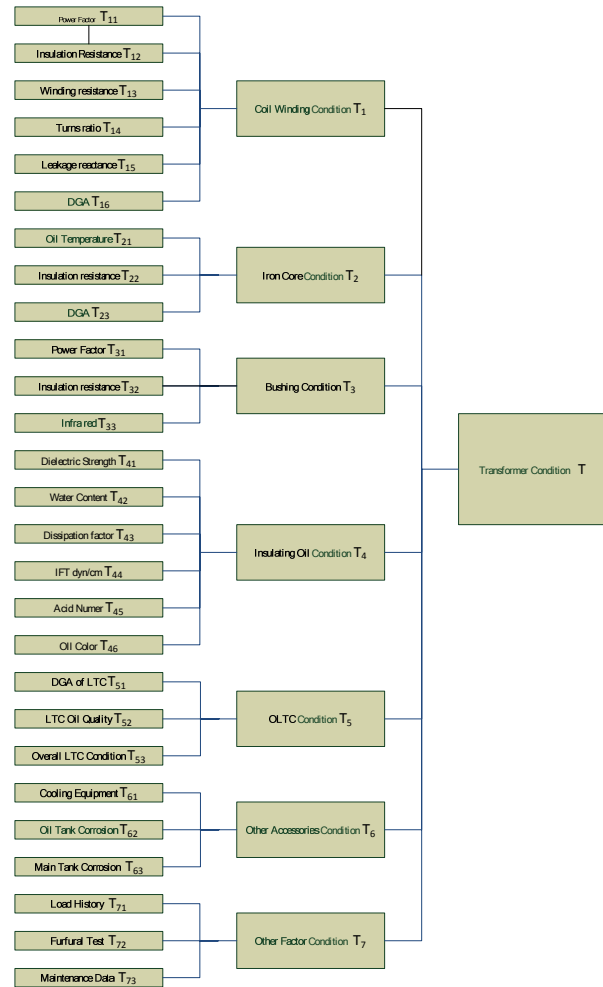 Power Factor T11
Insulation Resistance T12
Winding resistance T13
Turns ratio T14
Leakage readance T15
DGA T16
Coil Winding Condition T1
Oil Temperature T21
Insulation resistance T22
DGA T23
Iron Core Condition T2
Power Factor T31
Insulation resistance T32
Infra red T33
Bushing Condition T3
Dielectric Strength T41
Water Content T42
Dissipation factor T43
IFT dyn/cm T44
Acid Numer T45
OIl Color T46
Insulating Oil Condition T4
DGA of LTC T51
LTC Oil Quality T52
Overall LTC Condition T53
OLTC Condition T5
Cooling Equipment T61
Oil Tank Corrosion T62
Main Tank Corrosion T63
Other Accessories Condition T6
Load History T71
Furfural Test T72
Maintenance Data T73
Other Factor Condition T7
Transformer Condition T